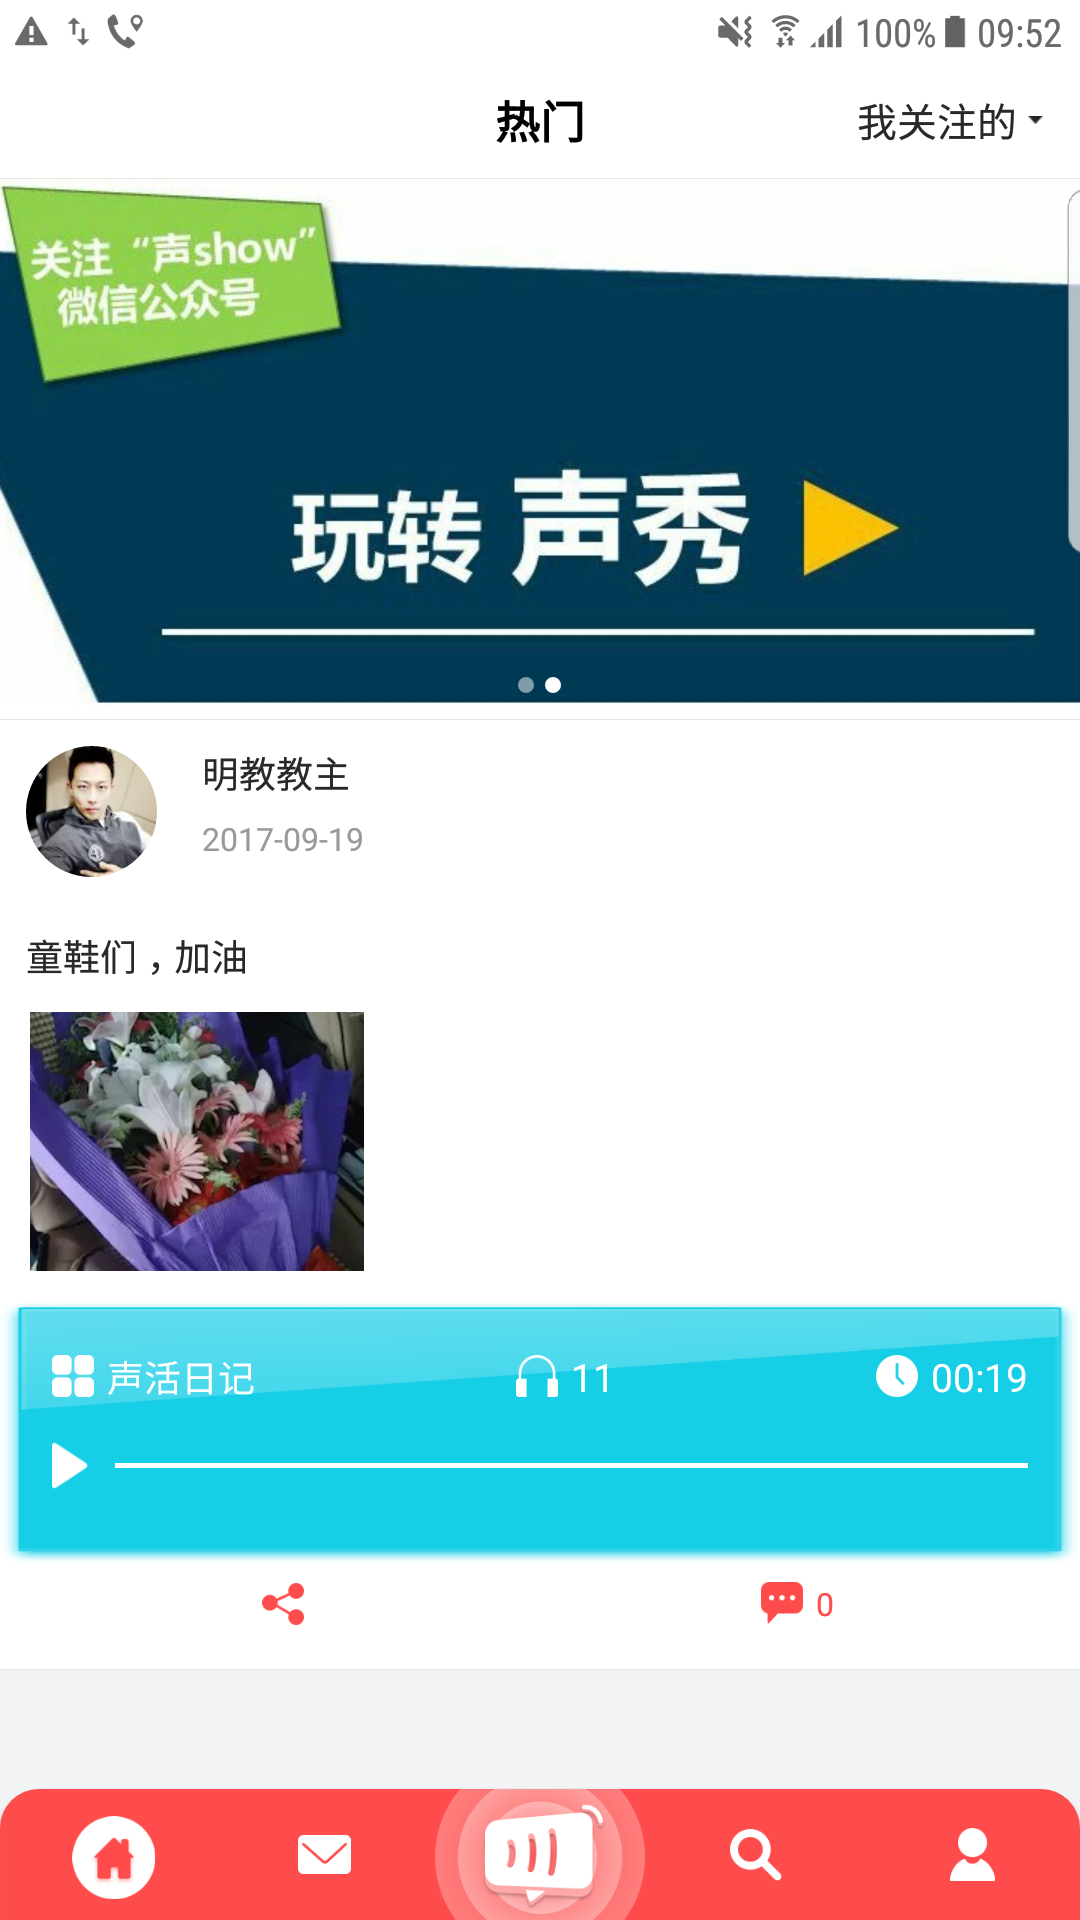 100% 09:52
热门
我关注的
关注“声show”
微信公众号
玩转 声秀
明教教主
2017-09-19
童鞋们，加油
声活日记 11 00:19
0